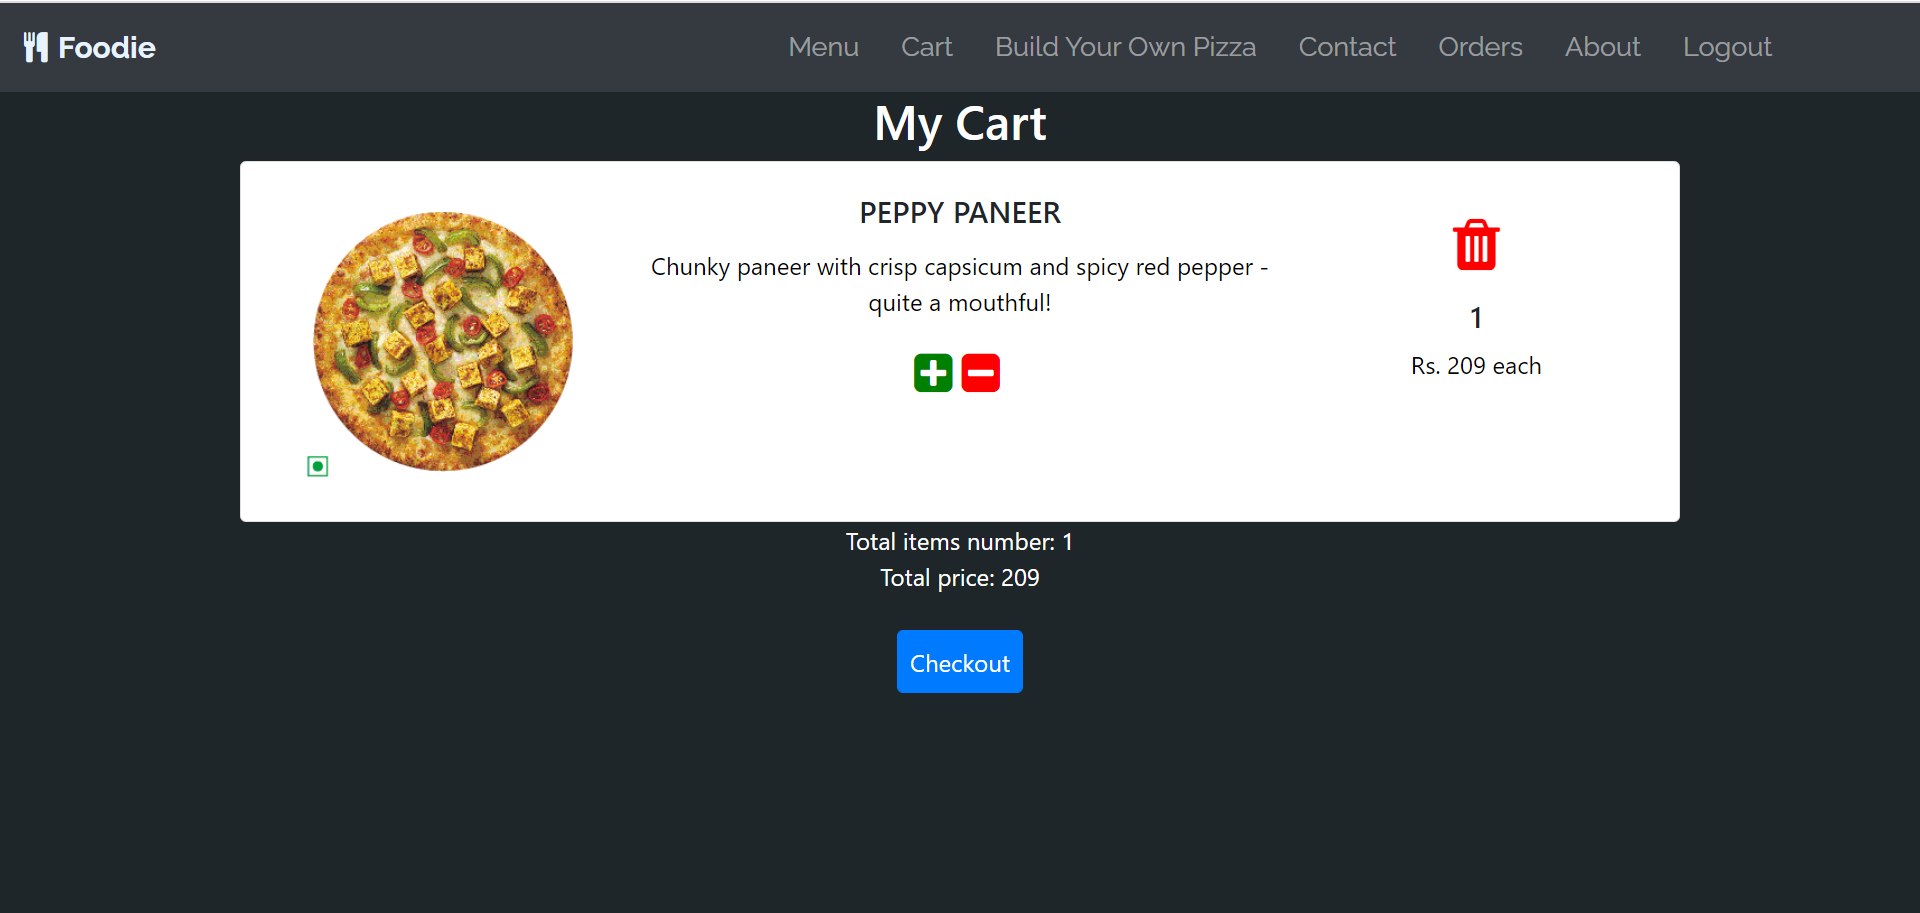 Foodie
Menu Cart Build Your Own Pizza Contact Orders About Logout
My Cart
PEPPY PANEER
Chunky paneer with crisp capsicum and spicy red pepper -
quite a mouthful!
1
Rs. 209 each
Total items number: 1
Total price: 209
Checkout